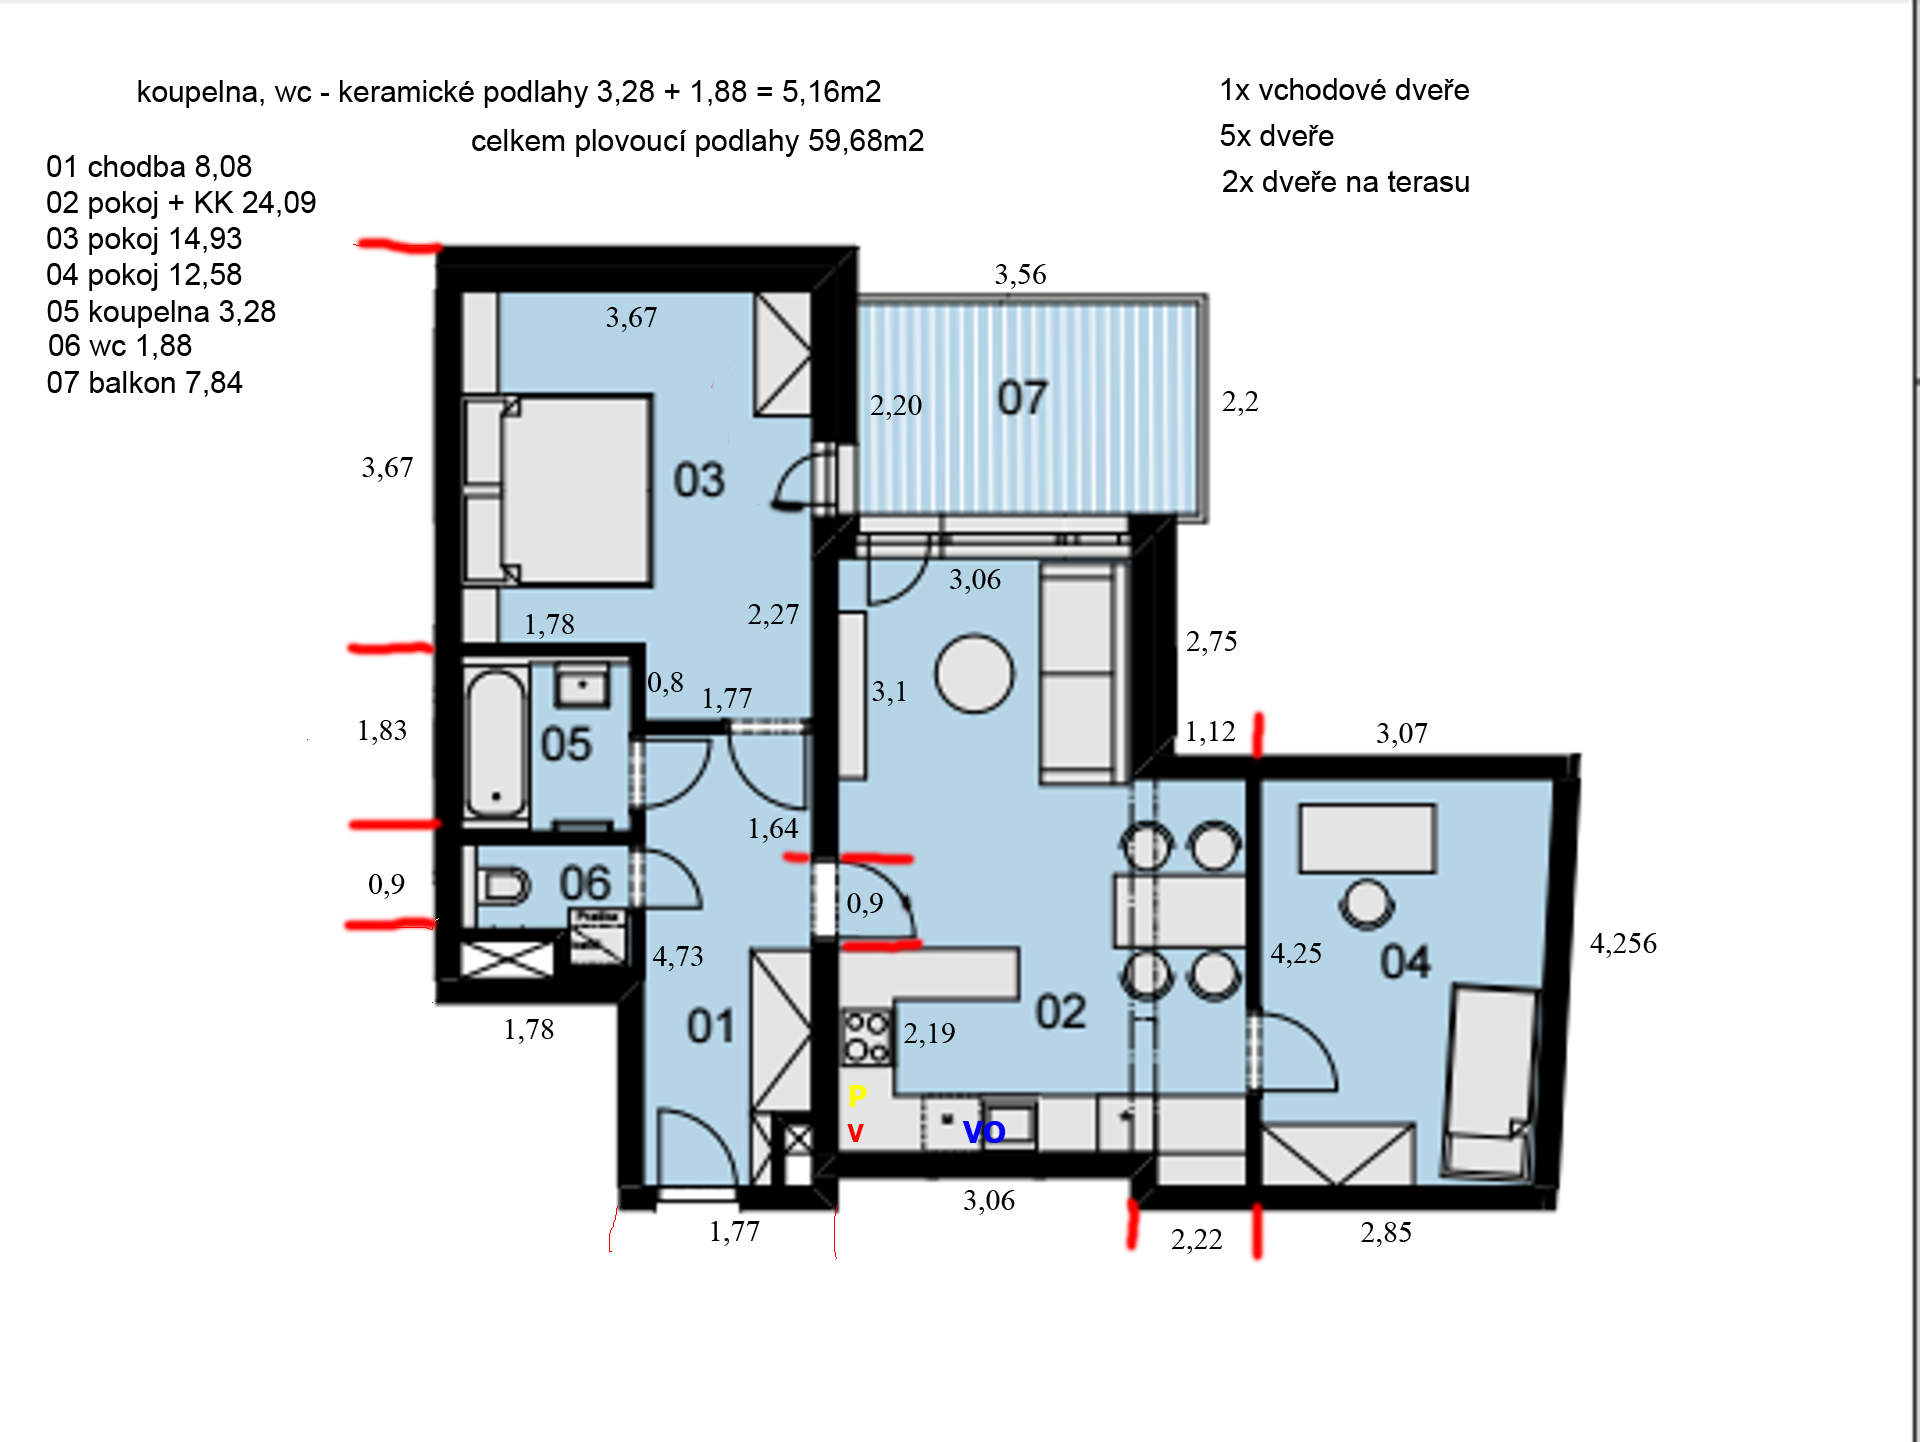 koupelna, wc - keramické podlahy 3,28 + 1,88 = 5,16m2
celkem plovoucí podlahy 59,68m2
1x vchodové dveře
5x dveře
2x dveře na terasu
01 chodba 8,08
02 pokoj + KK 24,09
03 pokoj 14,93
04 pokoj 12,58
05 koupelna 3,28
06 wc 1,88
07 balkon 7,84
3,56
3,67
2,20
07
2,2
3,67
03
3,06
1,78
2,27
2,75
0,8
1,77
3,1
1,83
05
1,12
3,07
1,64
0,9
06
0,9
Pračka
4,73
4,25
04
4,256
01
2,19
02
1,78
P
V
VO
3,06
1,77
2,22
2,85